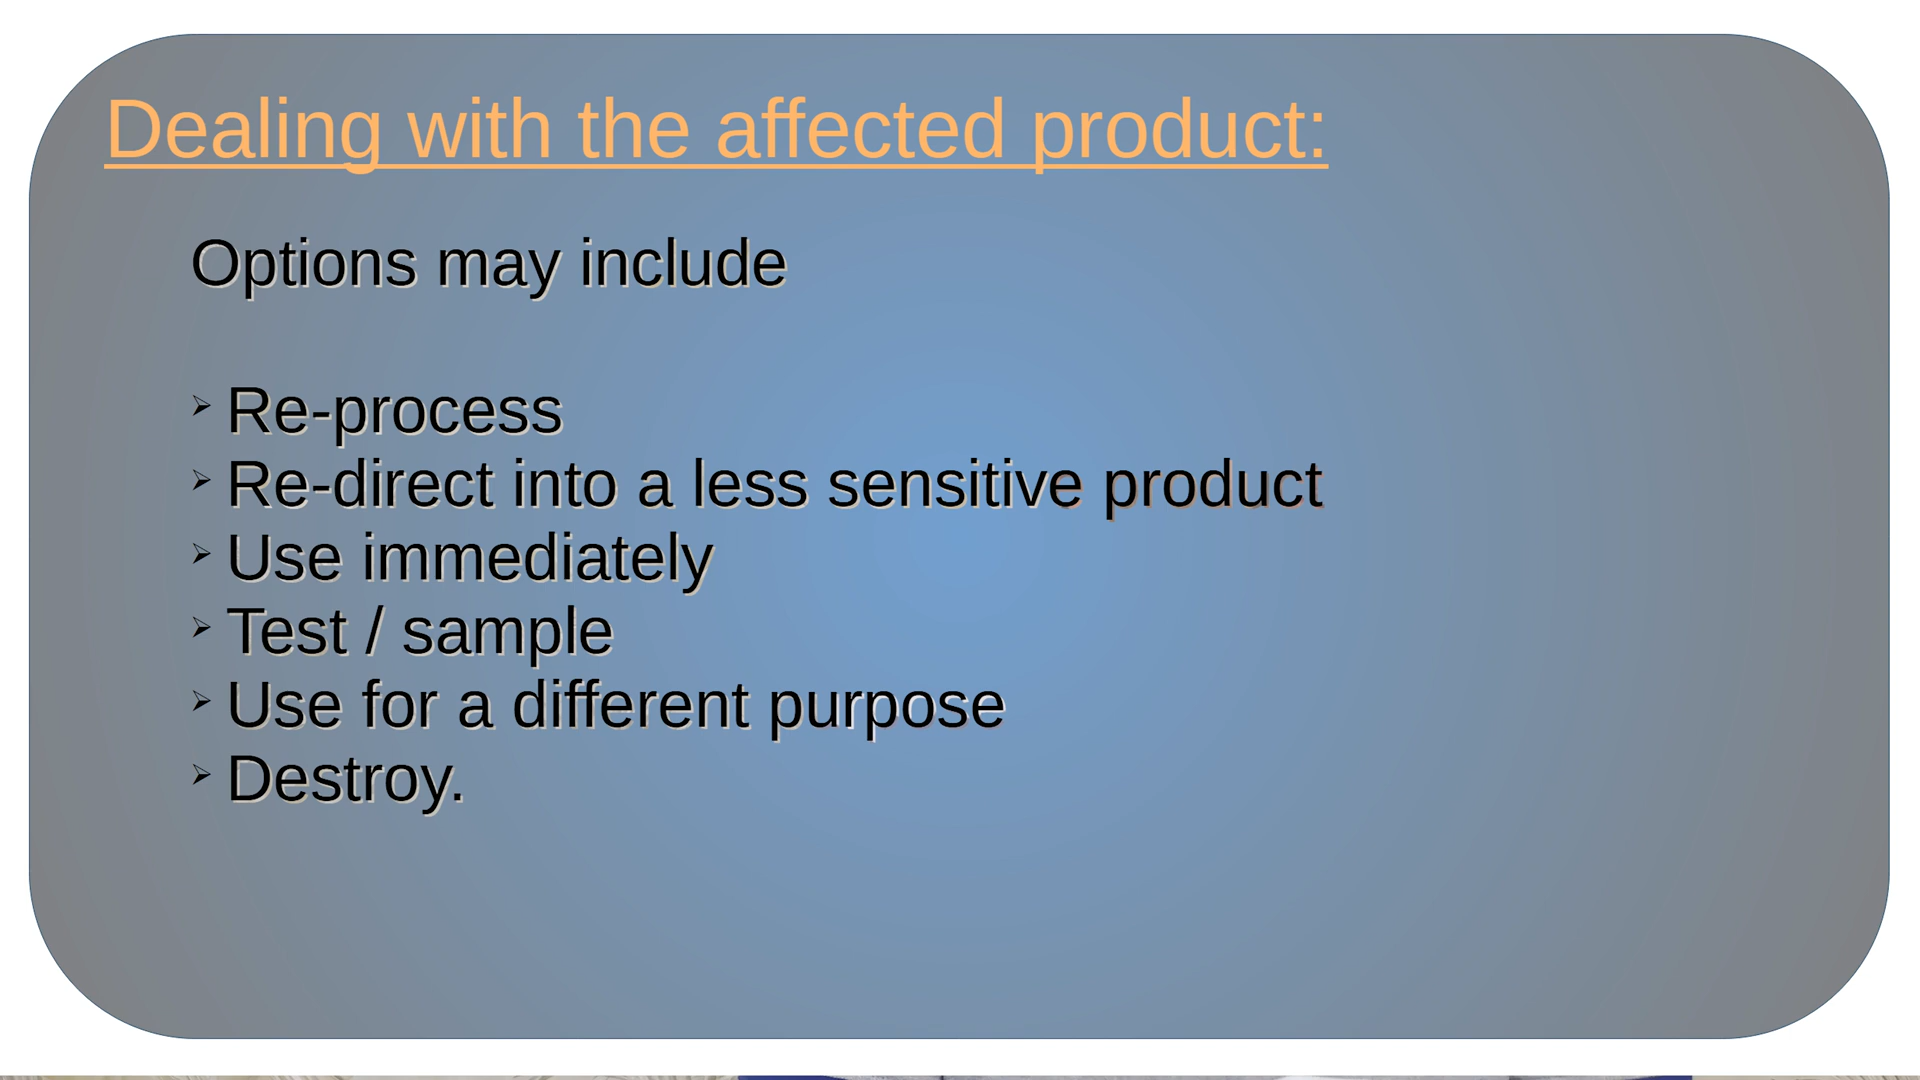 Dealing with the affected product:
Options may include
➢ Re-process
➢ Re-direct into a less sensitive product
➢ Use immediately
➢ Test / sample
➢ Use for a different purpose
➢ Destroy.